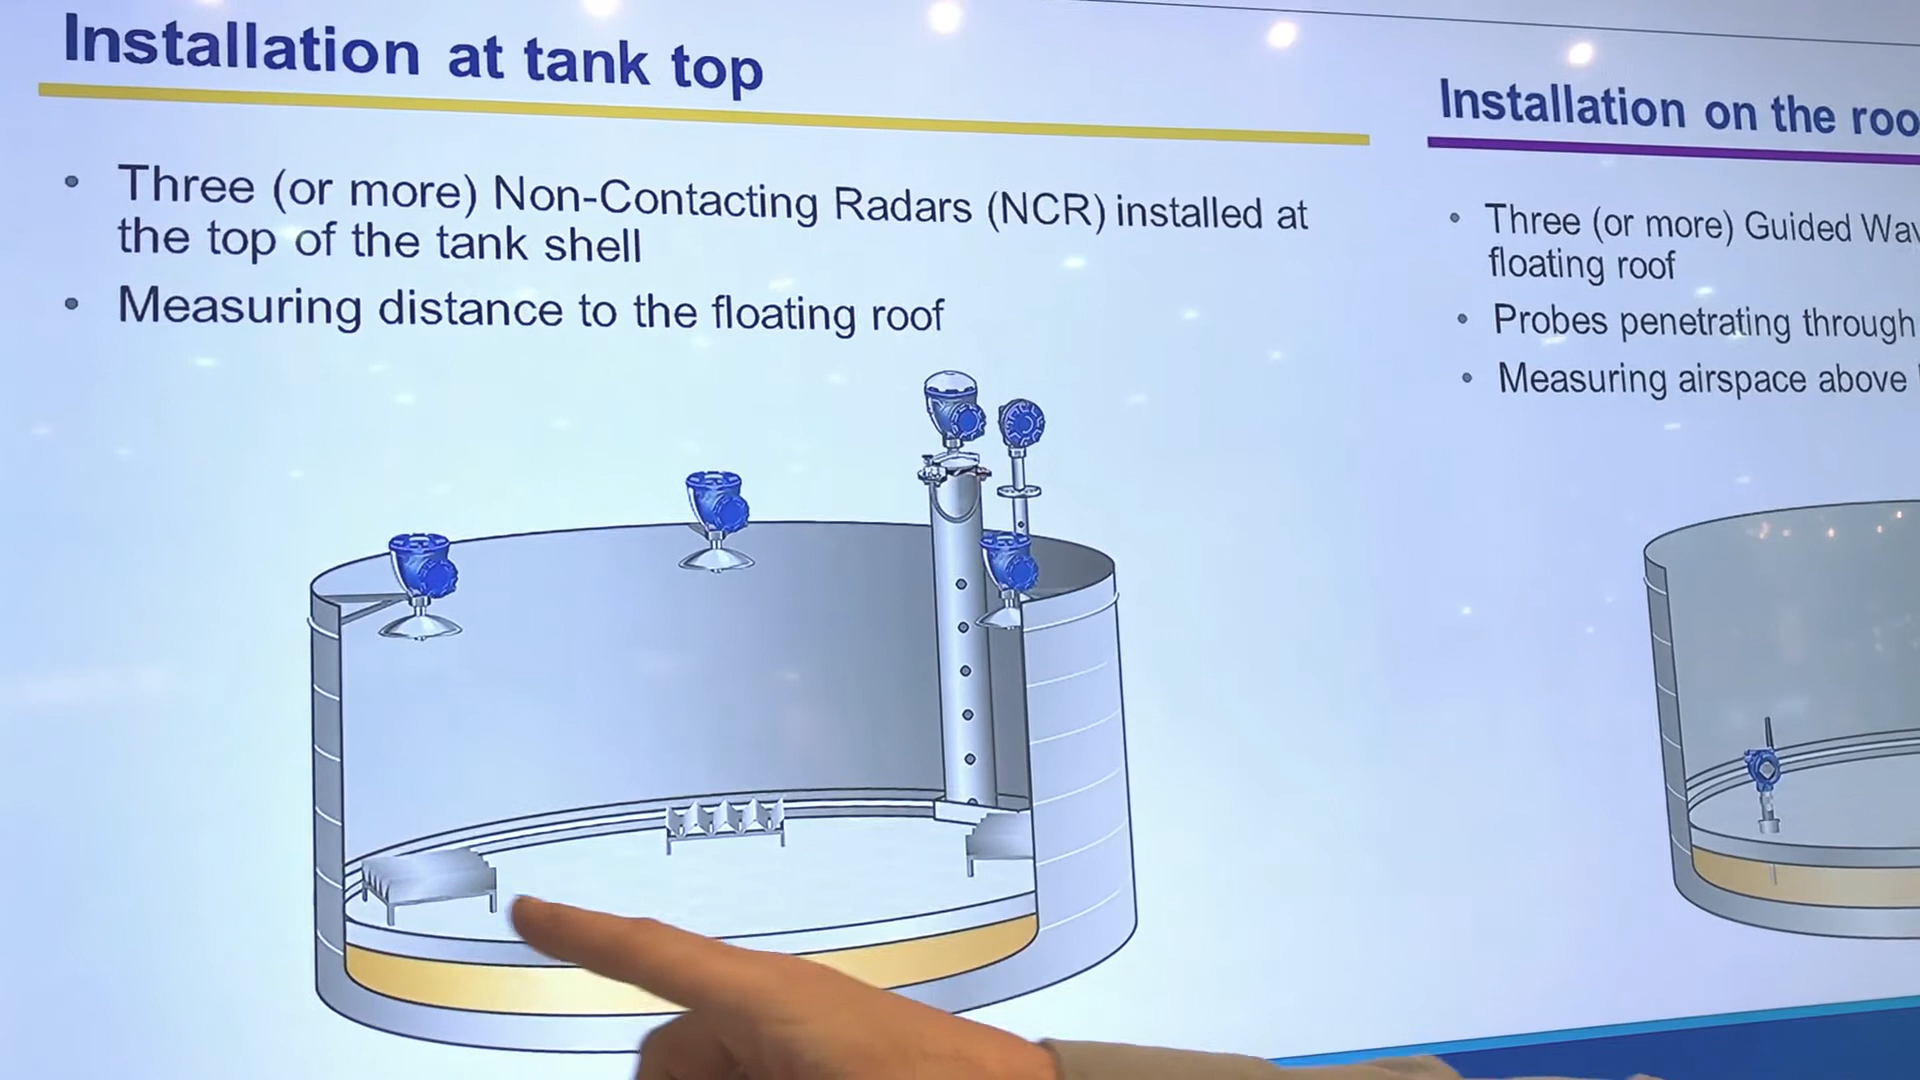 Installation at tank top
• Three (or more) Non-Contacting Radars (NCR) installed at
the top of the tank shell
• Measuring distance to the floating roof
Installation on the
• Three (or more) Guided
floating roof
• Probes penetrating through
• Measuring airspace above